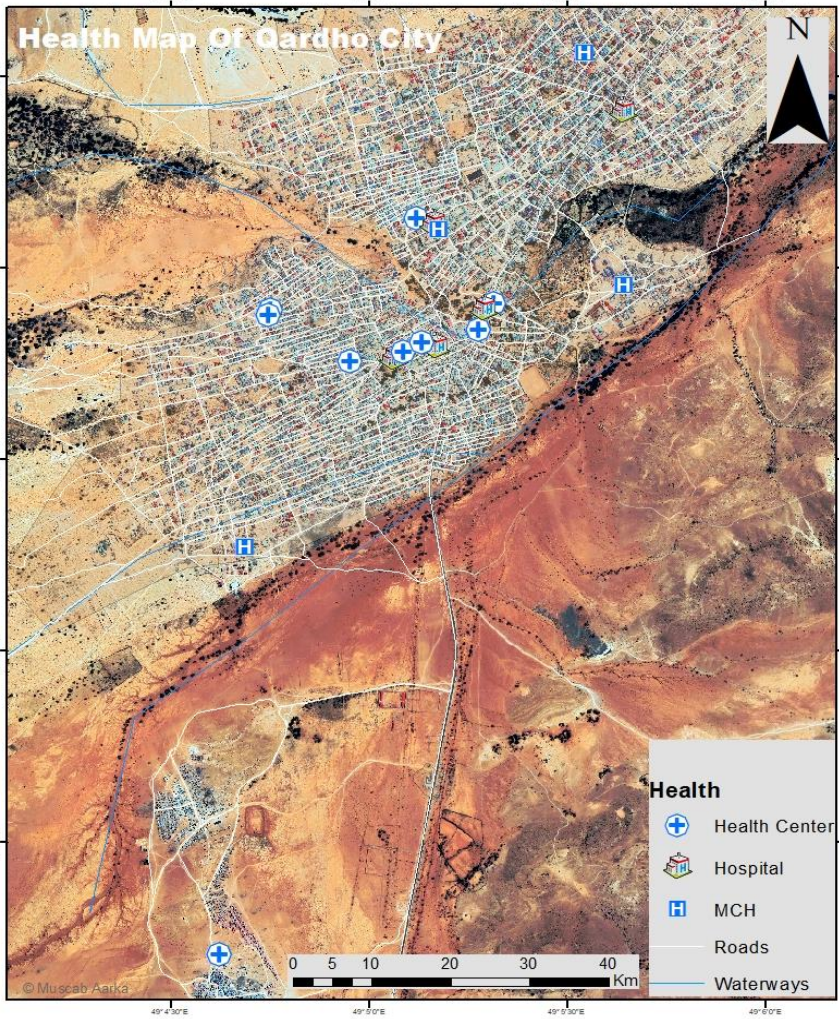 Health Map Of Qardho City
N
Health
Health Center
Hospital
MCH
Roads
Waterways
0 5 10 20 30 40
Km
© Muscab Aarka
49°4'30"E 49°5'0"E 49°5'30"E 49°6'0"E